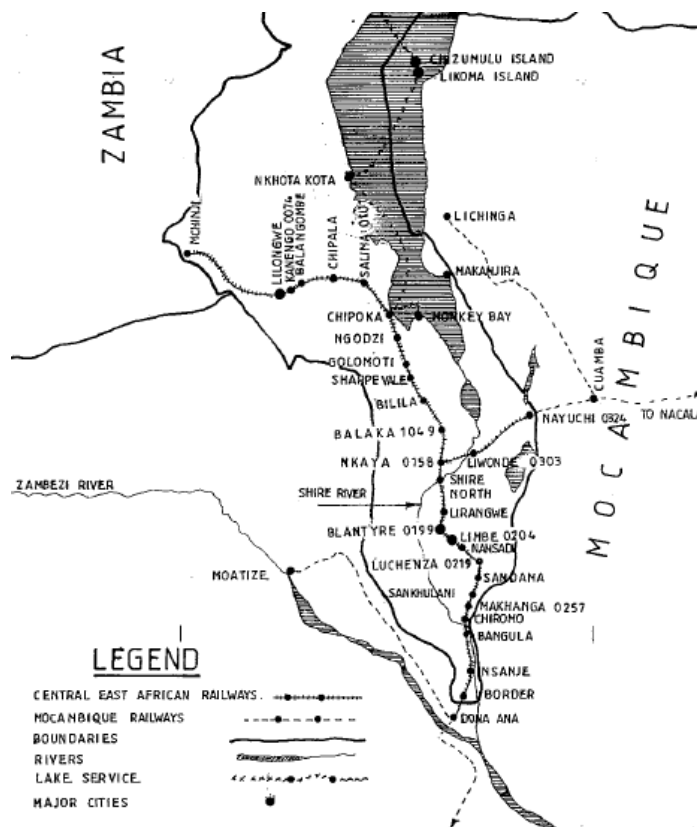 ZAMBIA
CHIZUMULU ISLAND
LIKOMA ISLAND
NKHOTA KOTA
LICHINGA
MCHINJI
LILONGWE
KANENGO 0074
BALANGOMBE
CHIPALA
SALIMA
MAKANJIRA
MOCAMBIQUE
CHIPOKA
MONKEY BAY
NGODZI
GOLOMOTI
SHARPEVALE
BILILA
CUAMBA
NAYUCHI 0324
TO NACALA
BALAKA 1049
NKAYA 0158
LIWONDE 0303
ZAMBEZI RIVER
SHIRE RIVER
SHIRE
NORTH
LIRANGWE
BLANTYRE 0199
LIMBE 0204
NANSADI
LUCHENZA 0219
MOATIZE
SANDAMA
SANKHULANI
MAKHANGA 0257
CHIROMO
BANGULA
NSANJE
BORDER
DONA ANA
LEGEND
CENTRAL EAST AFRICAN RAILWAYS.
MOCANBIQUE RAILWAYS
BOUNDARIES
RIVERS
LAKE SERVICE
MAJOR CITIES